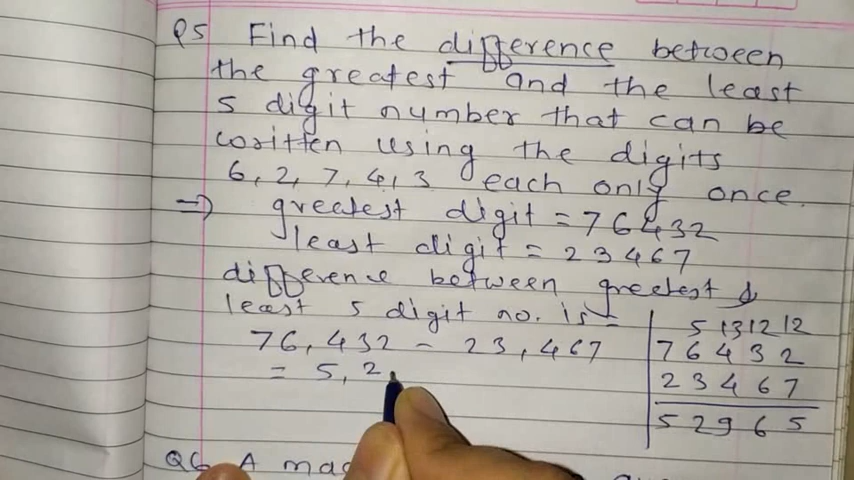 Q5 Find the difference between
the greatest and the least
5 digit number that can be
written using the digits
6, 2, 7, 4, 3 each only once.
=> greatest digit = 76432
least digit = 23467
difference between greatest &
least 5 digit no. is =
76,432 - 23,467
= 5,2
5 13 12 12
7 6 4 3 2
2 3 4 6 7
5 2 9 6 5
Q6 A